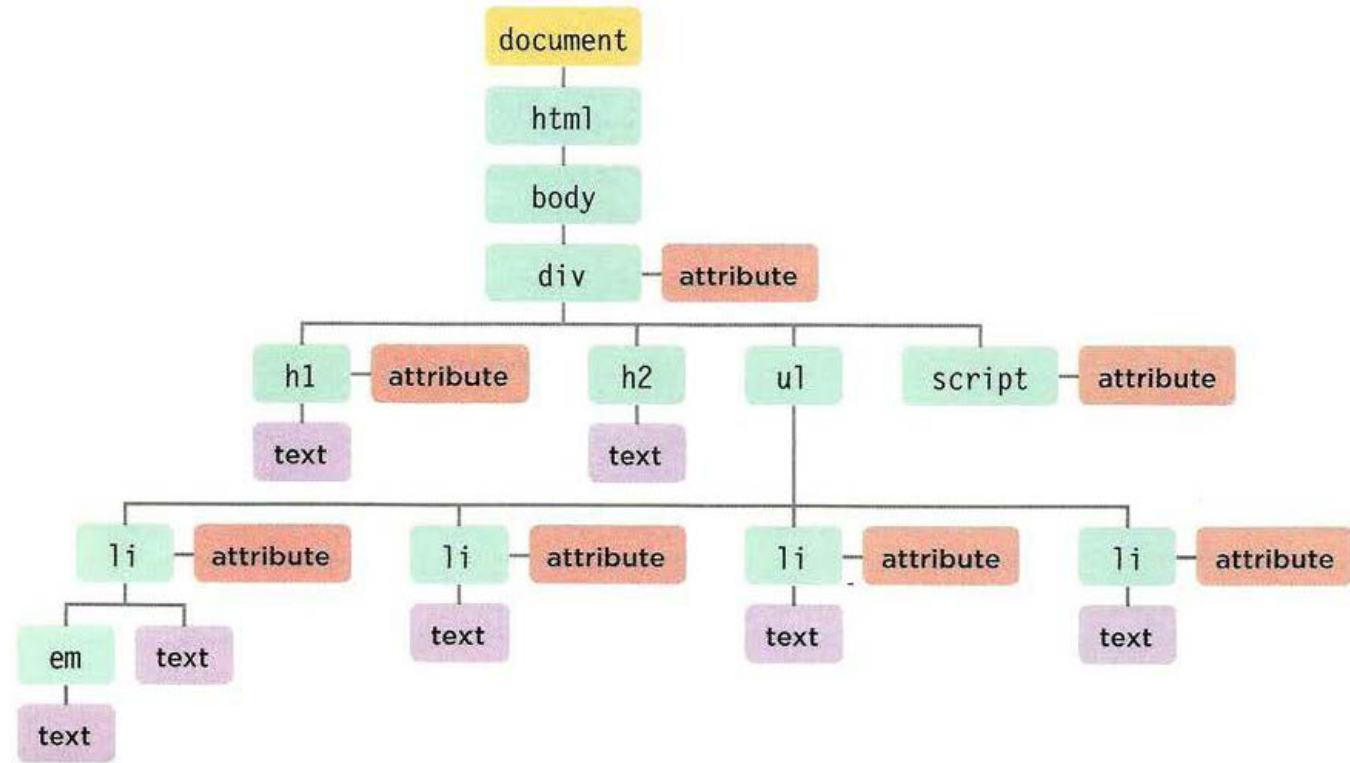 document
html
body
div attribute
h1 attribute h2 ul script attribute
text text
li attribute li attribute li attribute li attribute
em text text text text
text